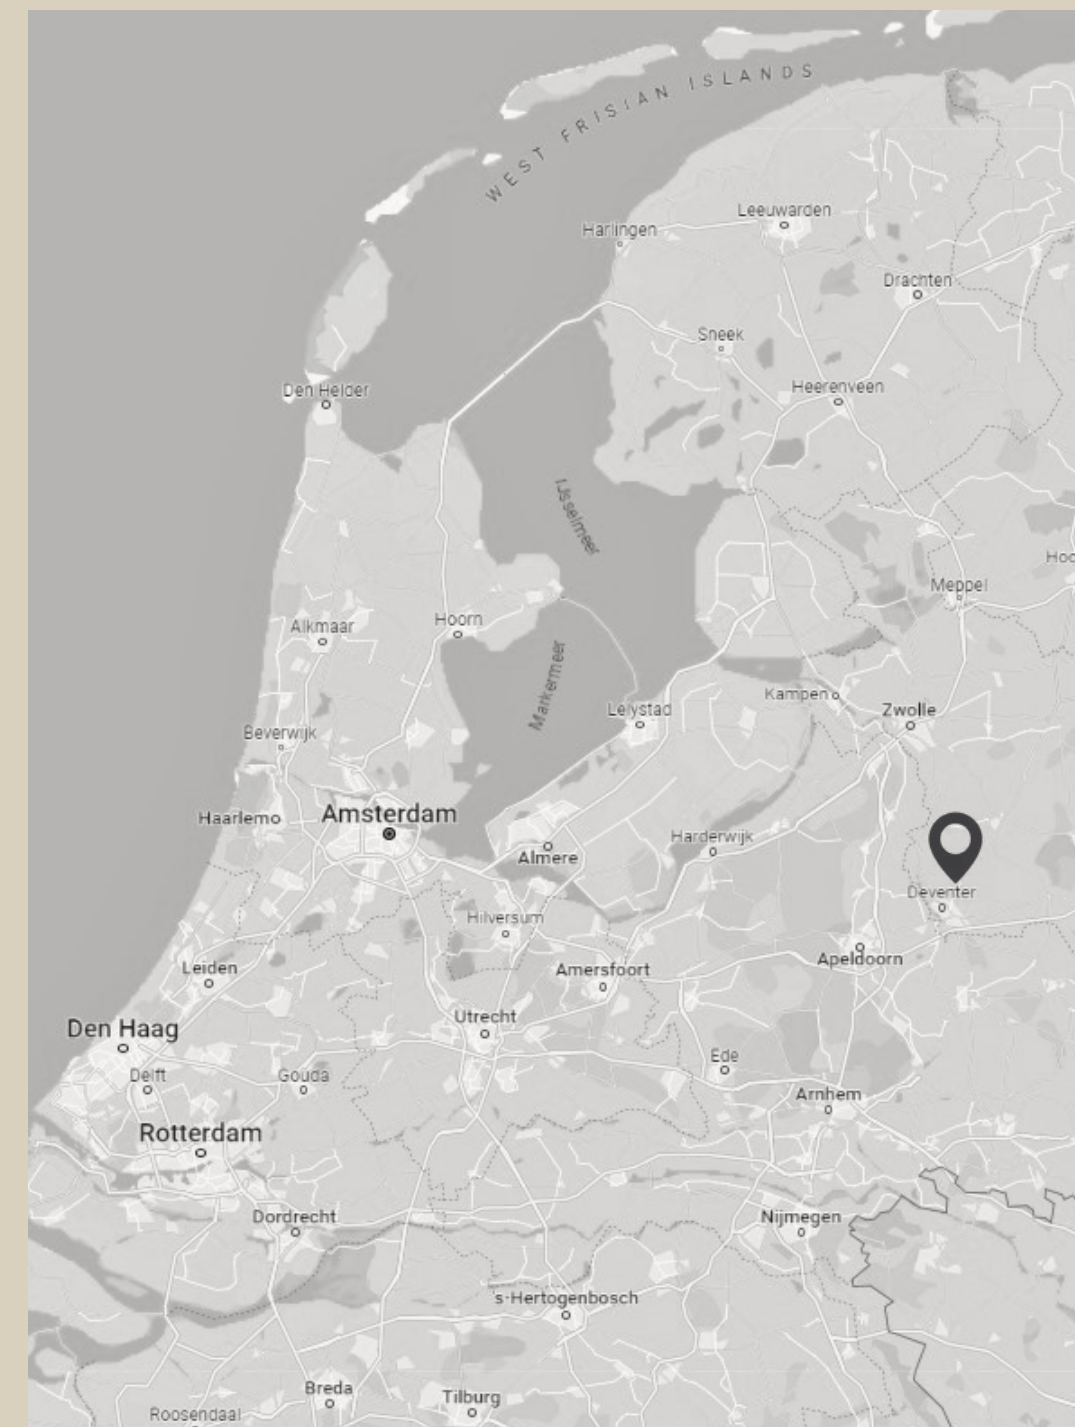 WEST FRISIAN ISLANDS
Leeuwarden
Harlingen
Drachten
Sneek
Heerenveen
Den Helder
IJsselmeer
Hoo
Meppel
Hoorn
Alkmaar
Markermeer
Kampen
Lelystad
Zwolle
Beverwijk
Haarlem
Amsterdam
Harderwijk
Almere
Deventer
Hilversum
Apeldoorn
Leiden
Amersfoort
Utrecht
Den Haag
Ede
Delft
Gouda
Arnhem
Rotterdam
Dordrecht
Nijmegen
's-Hertogenbosch
Breda
Tilburg
Roosendaal